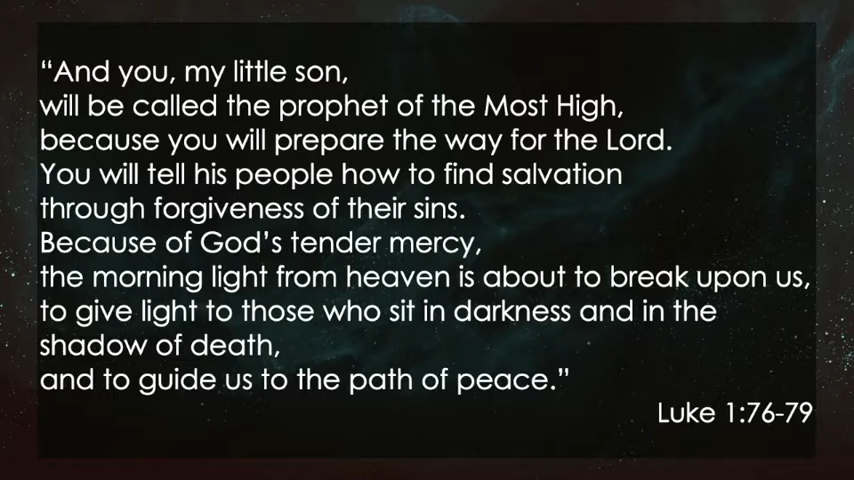 “And you, my little son,
will be called the prophet of the Most High,
because you will prepare the way for the Lord.
You will tell his people how to find salvation
through forgiveness of their sins.
Because of God’s tender mercy,
the morning light from heaven is about to break upon us,
to give light to those who sit in darkness and in the
shadow of death,
and to guide us to the path of peace.”
Luke 1:76-79